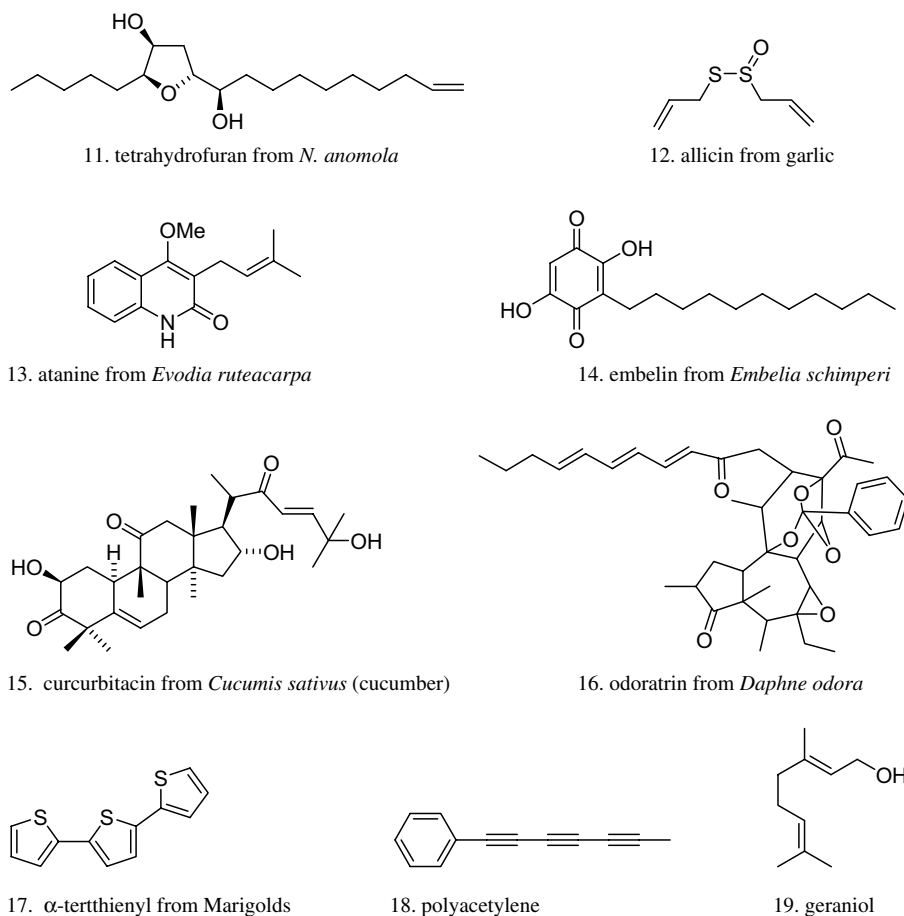 HO
O
OH
11. tetrahydrofuran from N. anomola
O
S
S
12. allicin from garlic
OMe
N
H
O
13. atanine from Evodia ruteacarpa
O
OH
HO
O
14. embelin from Embelia schimperi
O
O
H
HO
O
OH
OH
15. curcurbitacin from Cucumis sativus (cucumber)
O
O
O
O
O
O
O
16. odoratrin from Daphne odora
S
S
S
17. α-tertthienyl from Marigolds
18. polyacetylene
OH
19. geraniol